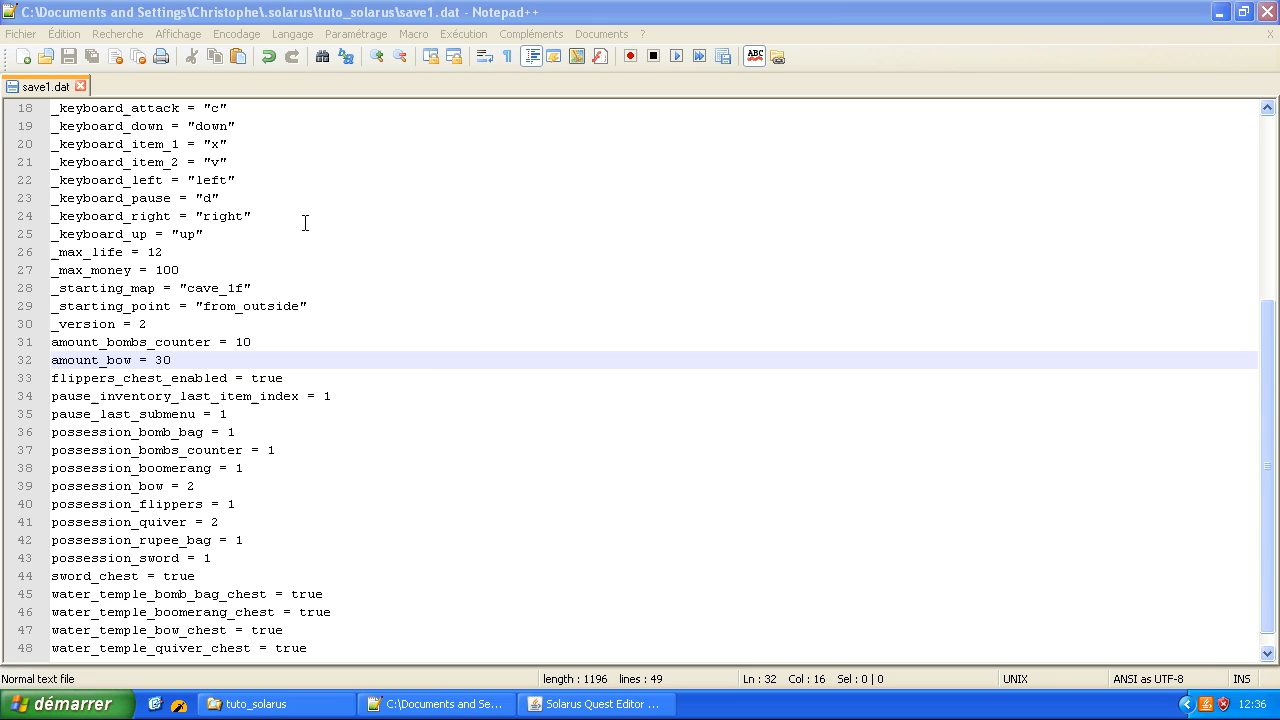 C:\Documents and Settings\Christophe\.solarus\tuto_solarus\save1.dat - Notepad++
Fichier Édition Recherche Affichage Encodage Langage Paramétrage Macro Exécution Compléments Documents ? X
ABC
save1.dat
18 _keyboard_attack = "c"
19 _keyboard_down = "down"
20 _keyboard_item_1 = "x"
21 _keyboard_item_2 = "v"
22 _keyboard_left = "left"
23 _keyboard_pause = "d"
24 _keyboard_right = "right"
25 _keyboard_up = "up"
26 _max_life = 12
27 _max_money = 100
28 _starting_map = "cave_1f"
29 _starting_point = "from_outside"
30 _version = 2
31 amount_bombs_counter = 10
32 amount_bow = 30
33 flippers_chest_enabled = true
34 pause_inventory_last_item_index = 1
35 pause_last_submenu = 1
36 possession_bomb_bag = 1
37 possession_bombs_counter = 1
38 possession_boomerang = 1
39 possession_bow = 2
40 possession_flippers = 1
41 possession_quiver = 2
42 possession_rupee_bag = 1
43 possession_sword = 1
44 sword_chest = true
45 water_temple_bomb_bag_chest = true
46 water_temple_boomerang_chest = true
47 water_temple_bow_chest = true
48 water_temple_quiver_chest = true
Normal text file length : 1196 lines : 49 Ln : 32 Col : 16 Sel : 0 | 0 UNIX ANSI as UTF-8 INS
démarrer tuto_solarus C:\Documents and Se... Solarus Quest Editor ... 12:36